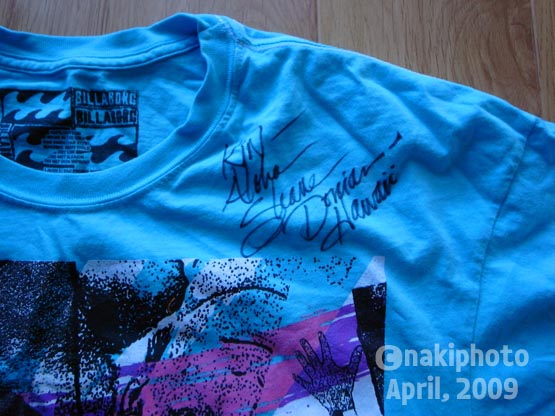 BILLABONG
BILLABONG
Aloha
Shane Dorian
Hawaii
©nakiphoto
April, 2009